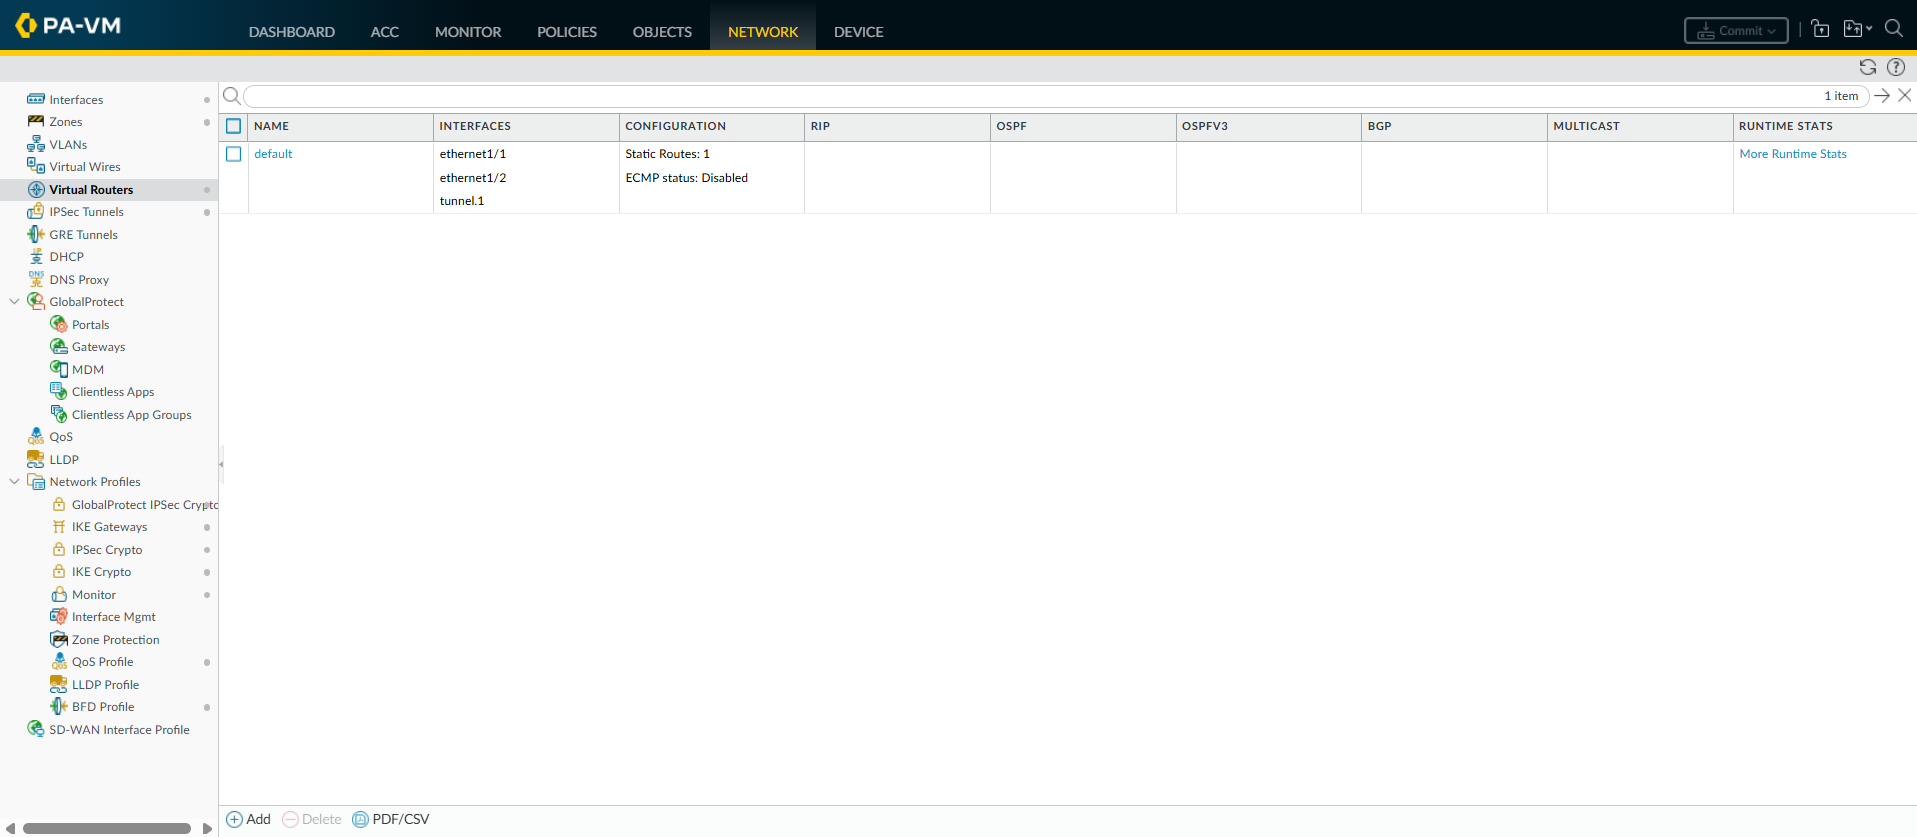 PA-VM
DASHBOARD ACC MONITOR POLICIES OBJECTS NETWORK DEVICE
Commit
1 item
Interfaces
Zones
VLANs
Virtual Wires
Virtual Routers
IPSec Tunnels
GRE Tunnels
DHCP
DNS Proxy
GlobalProtect
Portals
Gateways
MDM
Clientless Apps
Clientless App Groups
QoS
LLDP
Network Profiles
GlobalProtect IPSec Crypto
IKE Gateways
IPSec Crypto
IKE Crypto
Monitor
Interface Mgmt
Zone Protection
QoS Profile
LLDP Profile
BFD Profile
SD-WAN Interface Profile
NAME INTERFACES CONFIGURATION RIP OSPF OSPFV3 BGP MULTICAST RUNTIME STATS
default ethernet1/1 Static Routes: 1 More Runtime Stats
ethernet1/2 ECMP status: Disabled
tunnel.1
Add Delete PDF/CSV